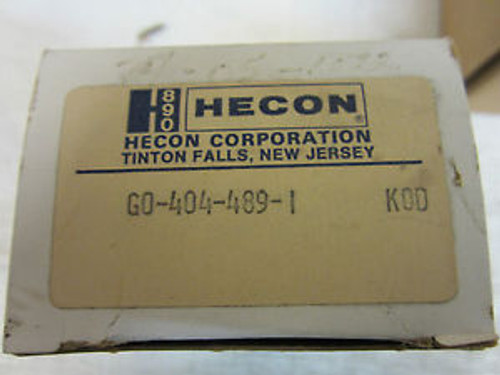 H 890 HECON®
HECON CORPORATION
TINTON FALLS, NEW JERSEY
GO-404-489-1 KOD